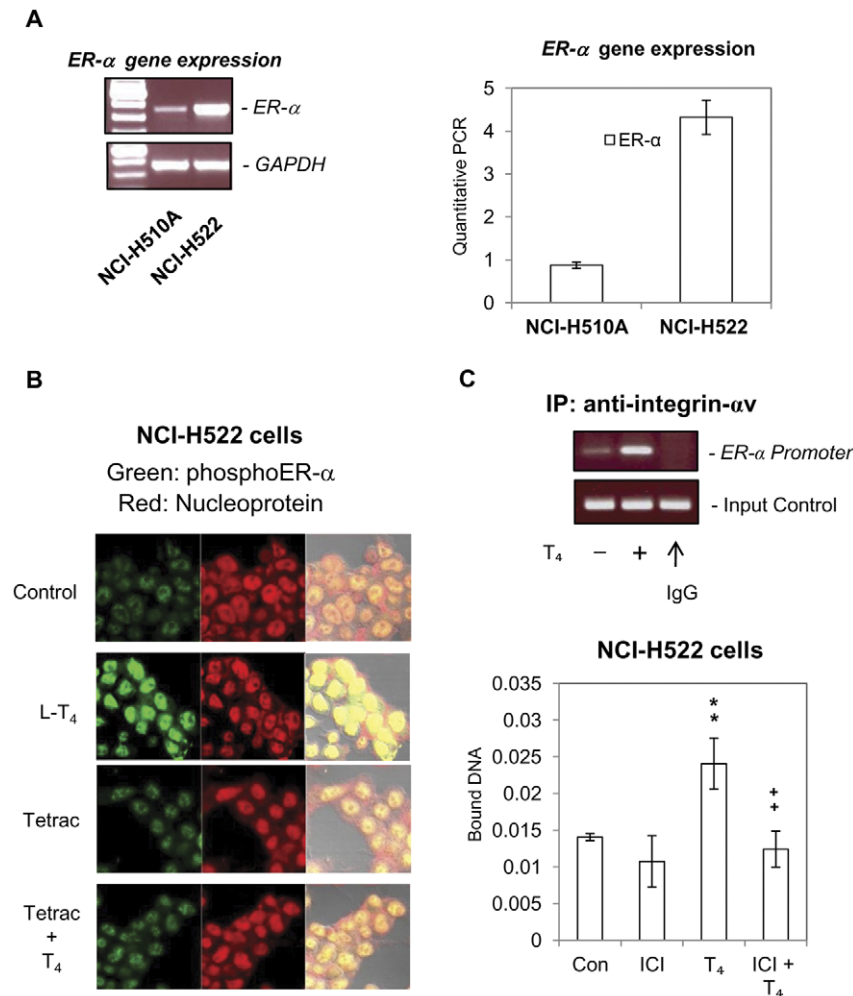 A
ER-α gene expression
- ER-α
- GAPDH
NCI-H510A
NCI-H522
ER-α gene expression
Quantitative PCR
5
4
3
2
1
0
ER-α
NCI-H510A
NCI-H522
B
NCI-H522 cells
Green: phosphoER-α
Red: Nucleoprotein
Control
L-T₄
Tetrac
Tetrac
+
T₄
C
IP: anti-integrin-αv
- ER-α Promoter
- Input Control
T₄ − + ↑
IgG
NCI-H522 cells
Bound DNA
0.035
0.03
0.025
0.02
0.015
0.01
0.005
0
*
*
+
+
Con ICI T₄ ICI +
T₄